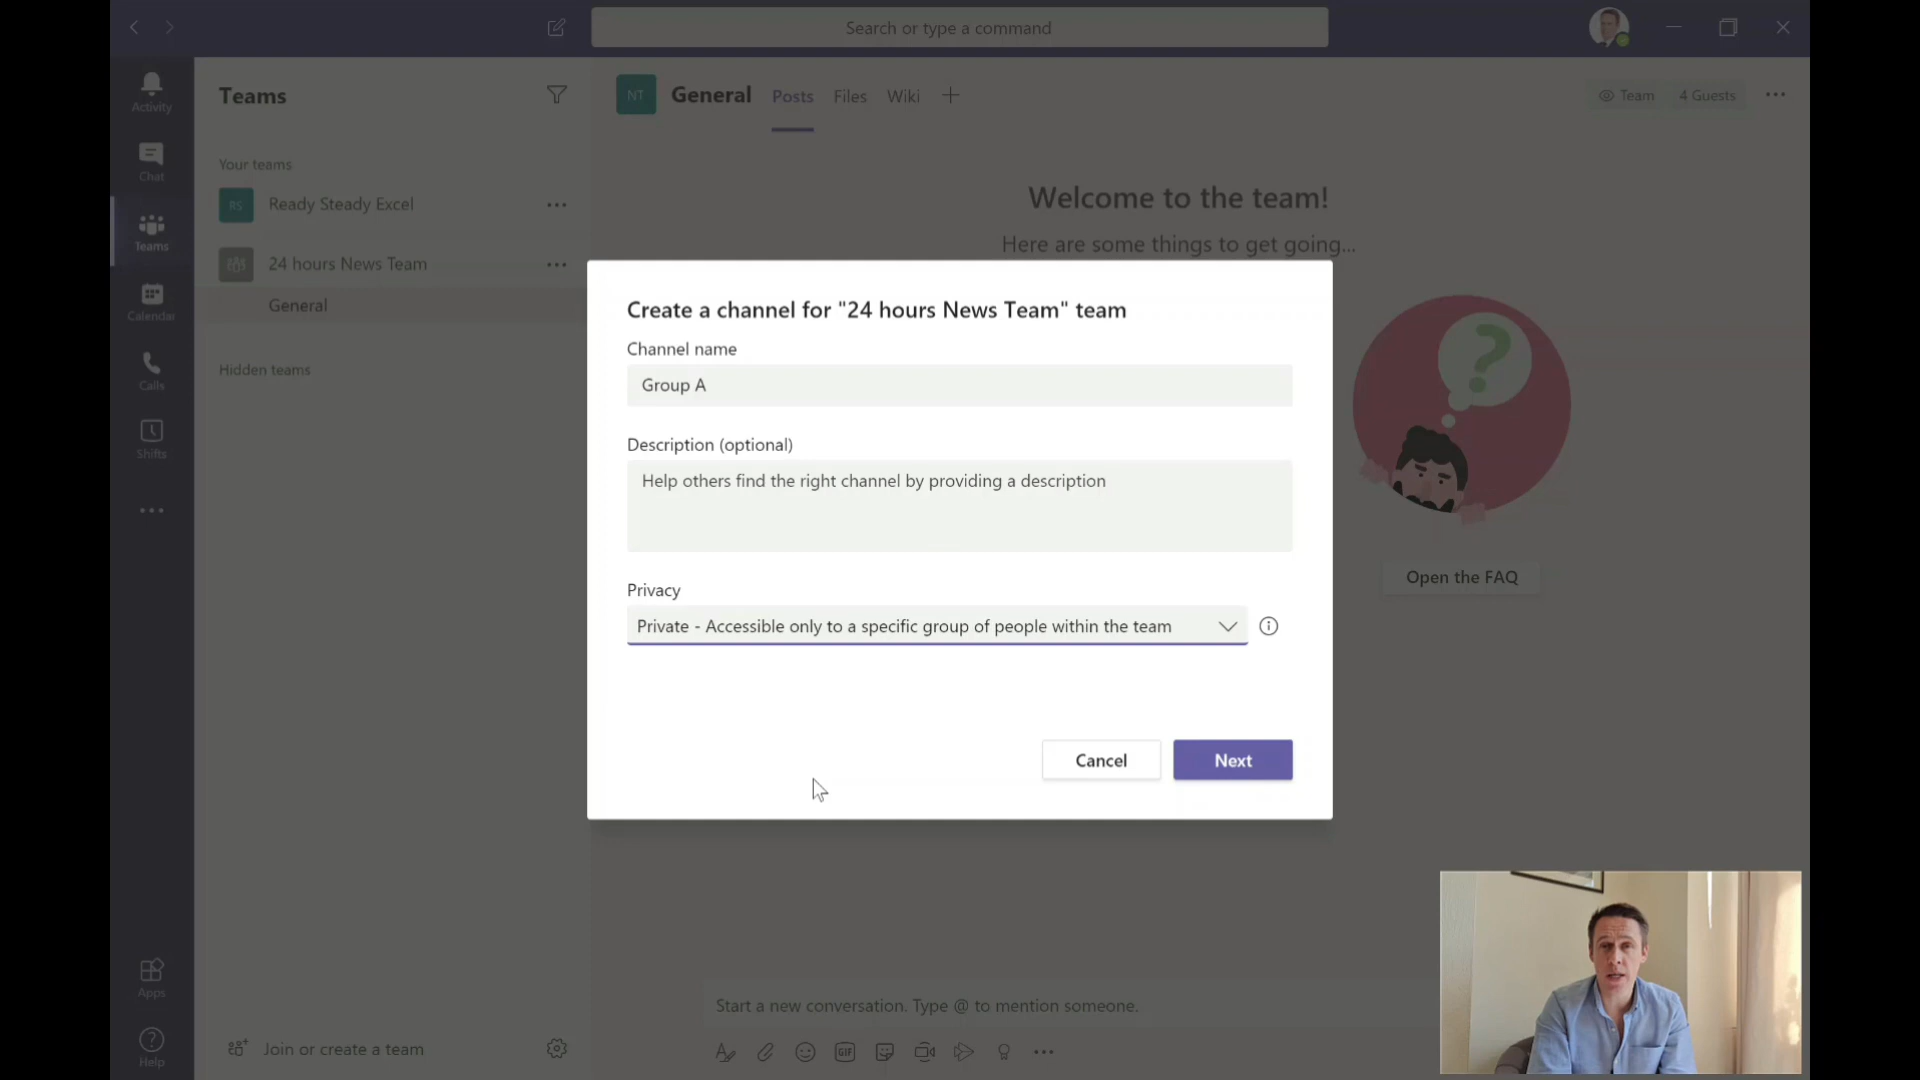 Search or type a command
Activity
Chat
Teams
Calendar
Calls
Shifts
Apps
Help
Teams
Your teams
RS
Ready Steady Excel
24 hours News Team
General
Hidden teams
Join or create a team
NT
General
Posts
Files
Wiki
Team
4 Guests
Welcome to the team!
Here are some things to get going...
Create a channel for "24 hours News Team" team
Channel name
Group A
Description (optional)
Help others find the right channel by providing a description
Privacy
Private - Accessible only to a specific group of people within the team
Cancel
Next
Open the FAQ
Start a new conversation. Type @ to mention someone.
GIF